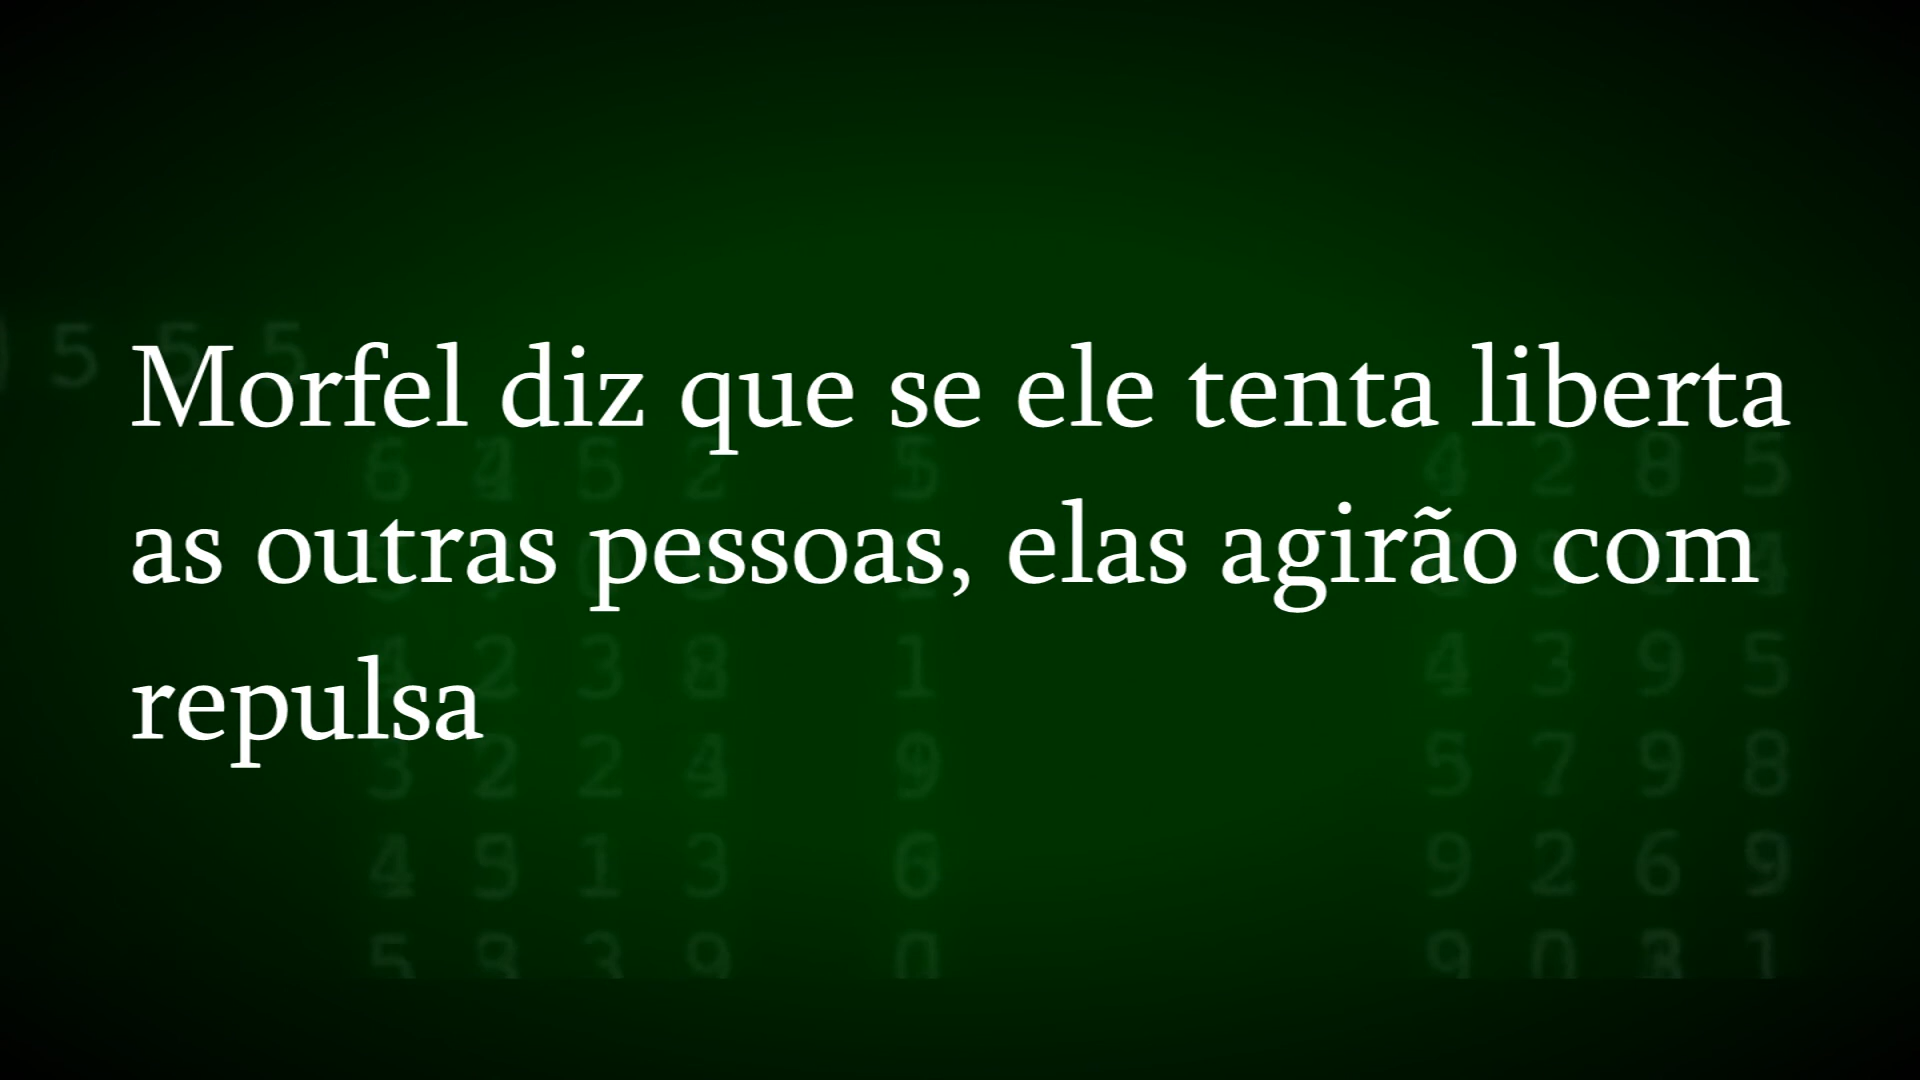 Morfel diz que se ele tenta liberta
as outras pessoas, elas agirão com
repulsa